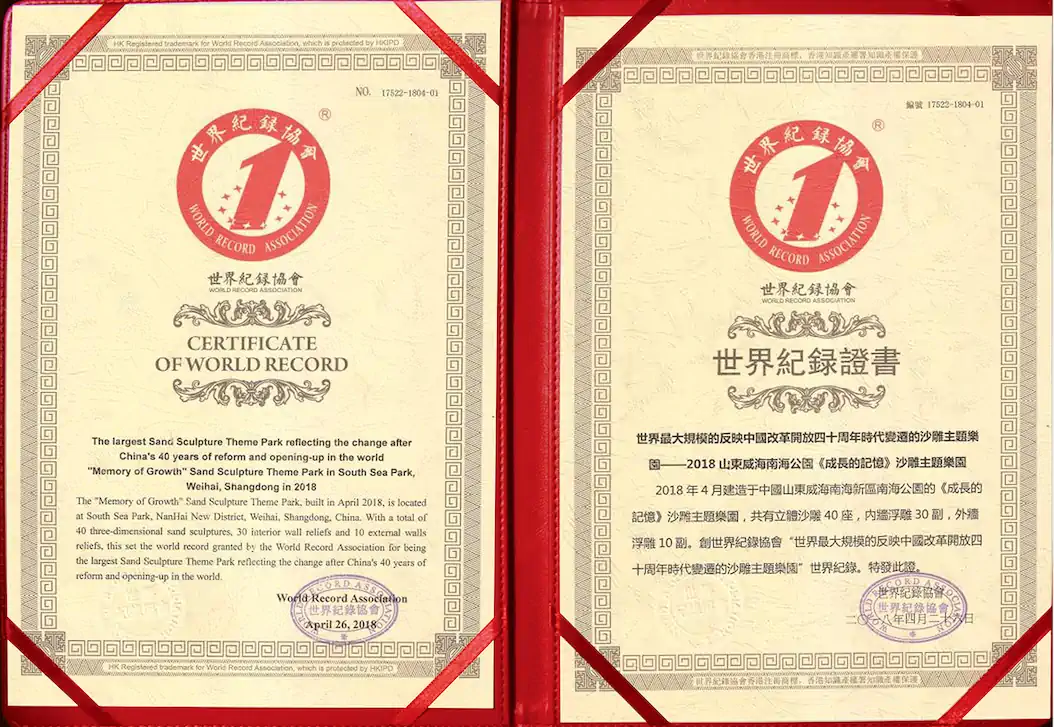 HK Registered trademark for World Record Association, which is protected by HKIPD
NO. 17522-1804-01
®
世界紀錄協會
1
WORLD RECORD ASSOCIATION
世界紀錄協會
WORLD RECORD ASSOCIATION
CERTIFICATE
OF WORLD RECORD
The largest Sand Sculpture Theme Park reflecting the change after
China's 40 years of reform and opening-up in the world
"Memory of Growth" Sand Sculpture Theme Park in South Sea Park,
Weihai, Shangdong in 2018
The "Memory of Growth" Sand Sculpture Theme Park, built in April 2018, is located
at South Sea Park, NanHai New District, Weihai, Shangdong, China. With a total of
40 three-dimensional sand sculptures, 30 interior wall reliefs and 10 external walls
reliefs, this set the world record granted by the World Record Association for being
the largest Sand Sculpture Theme Park reflecting the change after China's 40 years of
reform and opening-up in the world.
World Record Association
WORLD RECORD ASSOCIATION
世界紀錄協會
April 26, 2018
HK Registered trademark for World Record Association, which is protected by HKIPD
世界紀錄協會香港注冊商標，香港知識產權署知識產權保護
編號 17522-1804-01
®
世界紀錄協會
1
WORLD RECORD ASSOCIATION
世界紀錄協會
WORLD RECORD ASSOCIATION
世界紀錄證書
世界最大規模的反映中國改革開放四十周年時代變遷的沙雕主題樂
園——2018 山東威海南海公園《成長的記憶》沙雕主題樂園
2018 年 4 月建造于中國山東威海南海新區南海公園的《成長的
記憶》沙雕主題樂園，共有立體沙雕 40 座，内牆浮雕 30 副，外牆
浮雕 10 副。創世界紀錄協會“世界最大規模的反映中國改革開放四
十周年時代變遷的沙雕主題樂園”世界紀錄。特發此證。
世界紀錄協會
WORLD RECORD ASSOCIATION
世界紀錄協會
二〇一八年四月二十六日
世界紀錄協會香港注冊商標，香港知識產權署知識產權保護